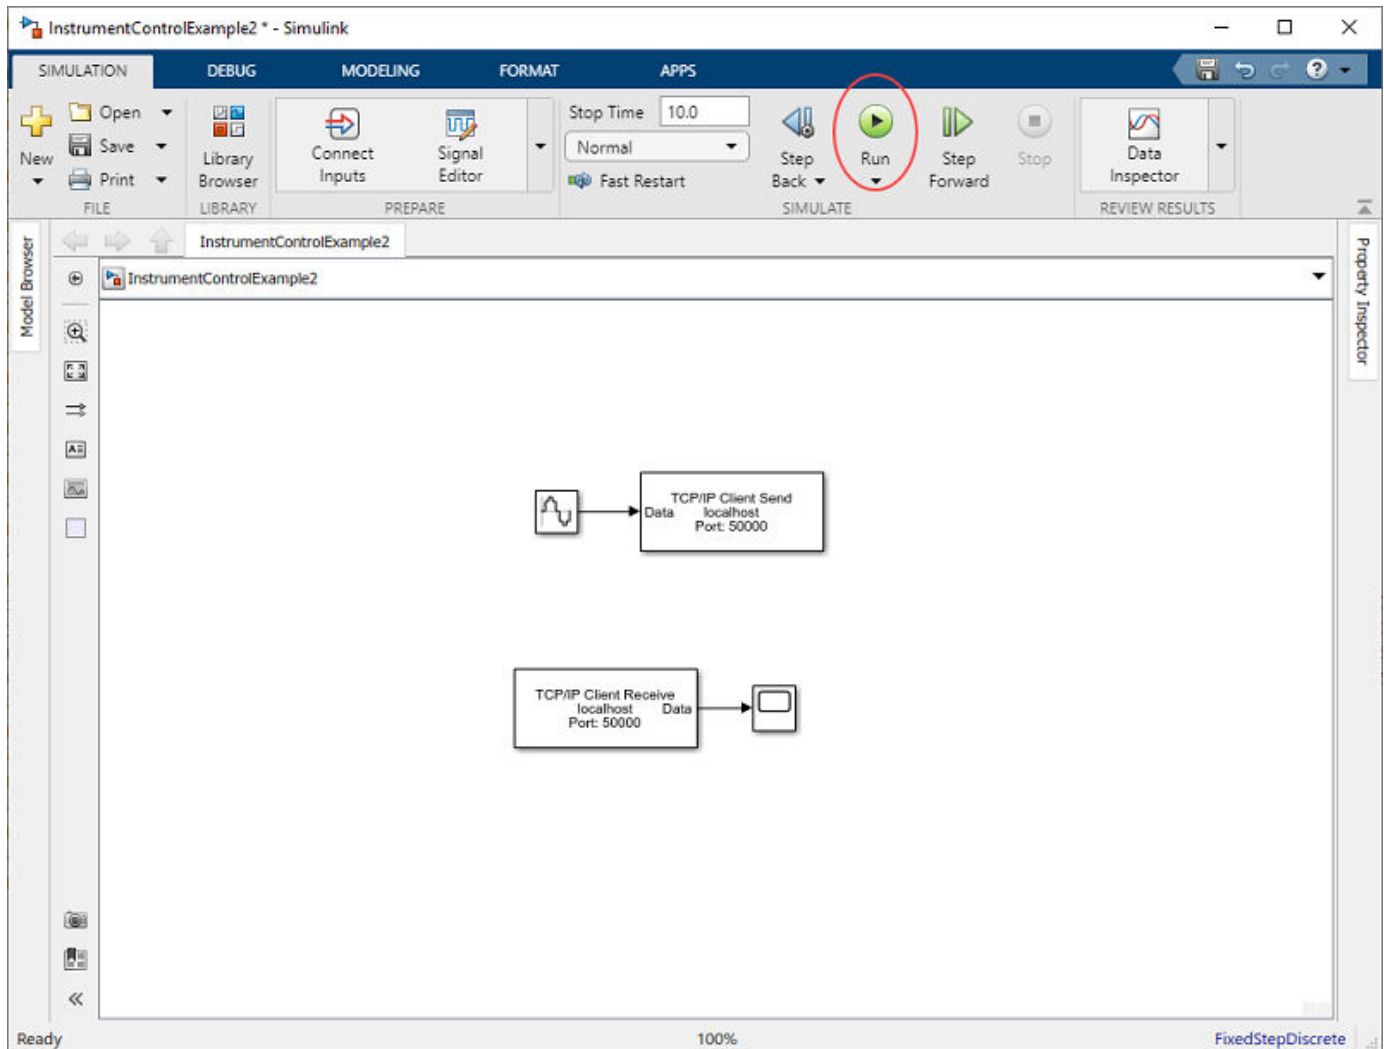 InstrumentControlExample2 * - Simulink
SIMULATION DEBUG MODELING FORMAT APPS
New
Open
Save
Print
FILE
Library
Browser
LIBRARY
Connect
Inputs
Signal
Editor
PREPARE
Stop Time 10.0
Normal
Fast Restart
Step
Back
Run
Step
Forward
Stop
SIMULATE
Data
Inspector
REVIEW RESULTS
Model Browser
InstrumentControlExample2
InstrumentControlExample2
Property Inspector
TCP/IP Client Send
Data localhost
Port: 50000
TCP/IP Client Receive
localhost Data
Port: 50000
Ready 100% FixedStepDiscrete